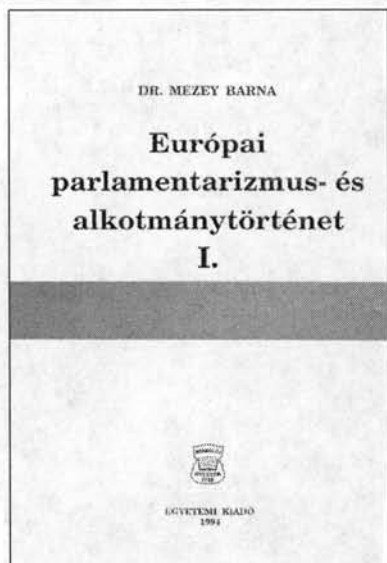 DR. MEZEY BARNA
Európai
parlamentarizmus- és
alkotmánytörténet
I.
EGYETEMI KIADÓ
1994